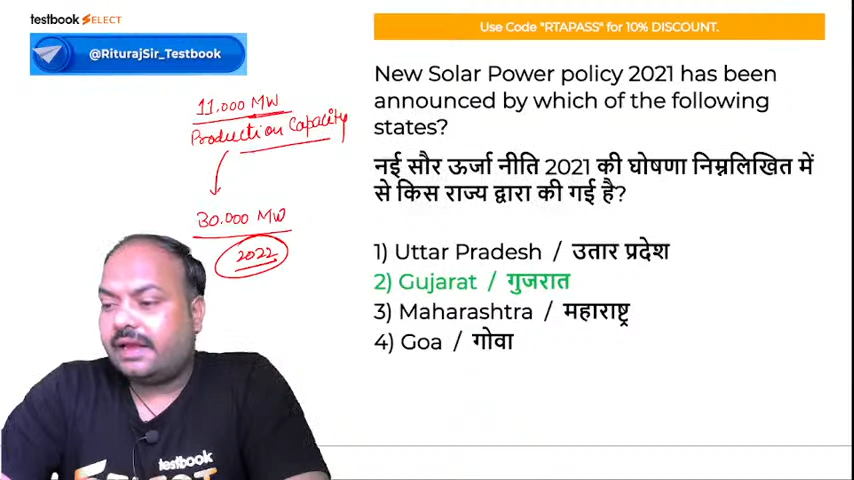 testbook SELECT
@RiturajSir_Testbook
Use Code "RTAPASS" for 10% DISCOUNT.
11.000 MW
Production Capacity
30.000 MW
2022
New Solar Power policy 2021 has been
announced by which of the following
states?
नई सौर ऊर्जा नीति 2021 की घोषणा निम्नलिखित में
से किस राज्य द्वारा की गई है?
1) Uttar Pradesh / उतार प्रदेश
2) Gujarat / गुजरात
3) Maharashtra / महाराष्ट्र
4) Goa / गोवा
testbook